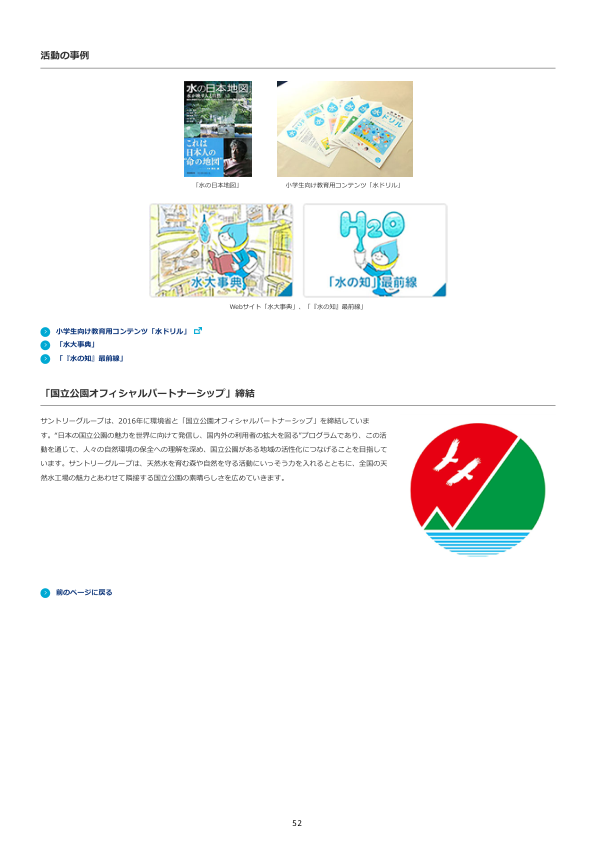 活動の事例
水の日本地図
これは
日本人の
"命の地図"
水ドリル
「水の日本地図」
小学生向け教育用コンテンツ「水ドリル」
水大事典
H2O
「水の知」最前線
Webサイト「水大事典」、「『水の知』最前線」
小学生向け教育用コンテンツ「水ドリル」
「水大事典」
「『水の知』最前線」
「国立公園オフィシャルパートナーシップ」締結
サントリーグループは、2016年に環境省と「国立公園オフィシャルパートナーシップ」を締結していま
す。"日本の国立公園の魅力を世界に向けて発信し、国内外の利用者の拡大を図る"プログラムであり、この活
動を通じて、人々の自然環境の保全への理解を深め、国立公園がある地域の活性化につなげることを目指して
います。サントリーグループは、天然水を育む森や自然を守る活動にいっそう力を入れるとともに、全国の天
然水工場の魅力とあわせて隣接する国立公園の素晴らしさを広めていきます。
前のページに戻る
52